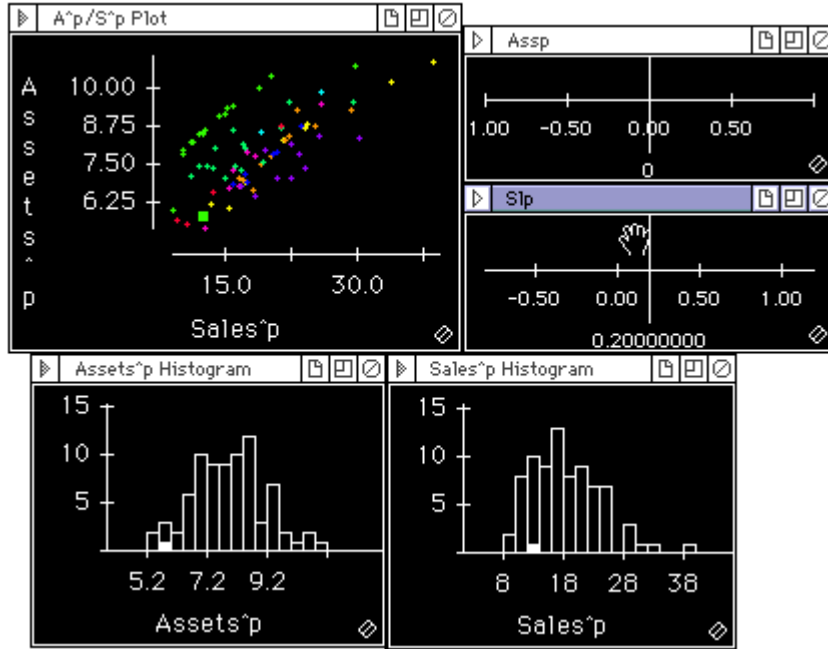 A^p/S^p Plot
Assets^p
10.00
8.75
7.50
6.25
15.0 30.0
Sales^p
Assp
1.00 -0.50 0.00 0.50
0
Slp
-0.50 0.00 0.50 1.00
0.20000000
Assets^p Histogram
15
10
5
5.2 7.2 9.2
Assets^p
Sales^p Histogram
15
10
5
8 18 28 38
Sales^p